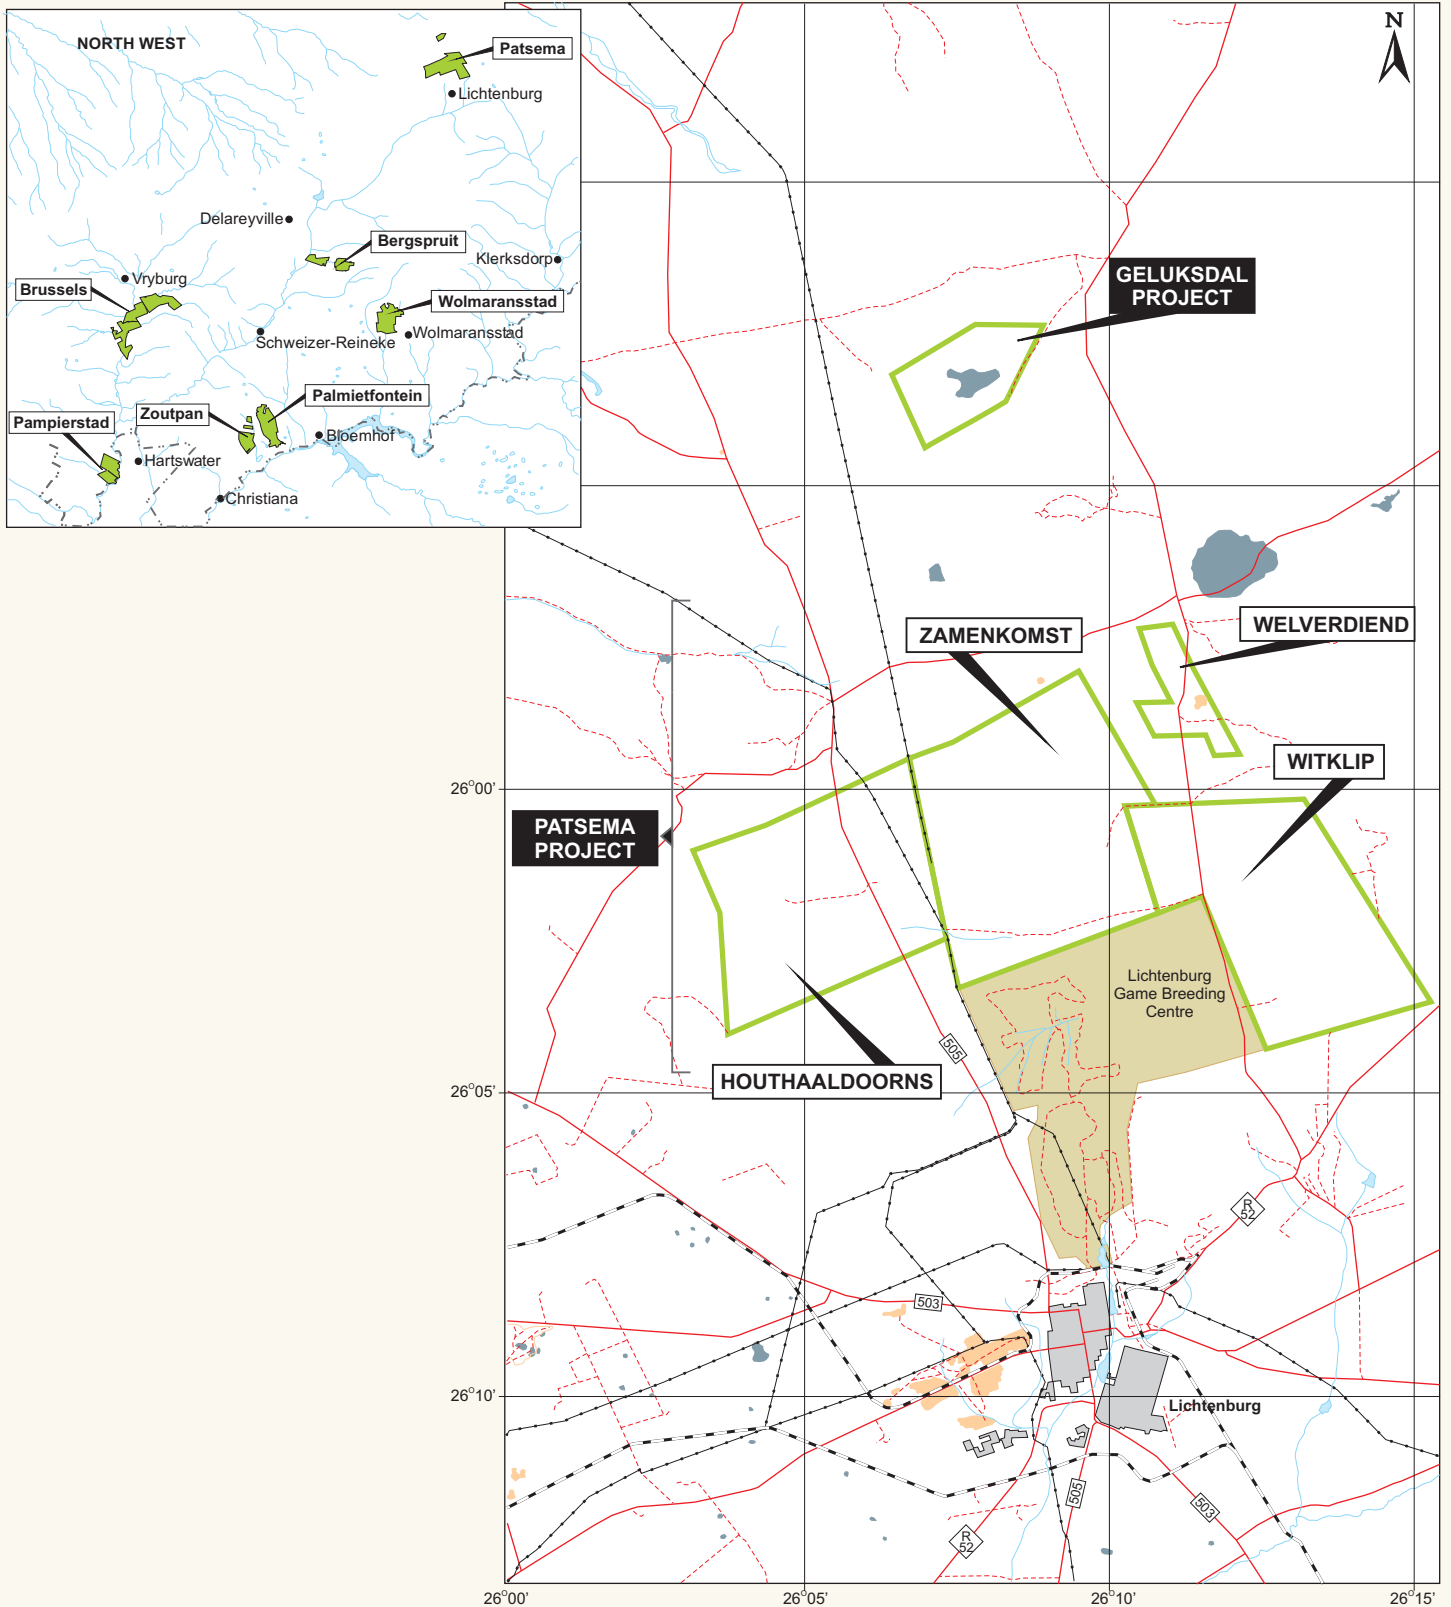 NORTH WEST
Patsema
Lichtenburg
Delareyville
Bergspruit
Klerksdorp
Vryburg
Brussels
Wolmaransstad
Wolmaransstad
Schweizer-Reineke
Palmietfontein
Zoutpan
Pampierstad
Bloemhof
Hartswater
Christiana
N
GELUKSDAL
PROJECT
ZAMENKOMST
WELVERDIEND
WITKLIP
26°00'
PATSEMA
PROJECT
Lichtenburg
Game Breeding
Centre
505
HOUTHAALDOORNS
26°05'
R
52
503
26°10'
Lichtenburg
505
503
R
52
26°00'
26°05'
26°10'
26°15'